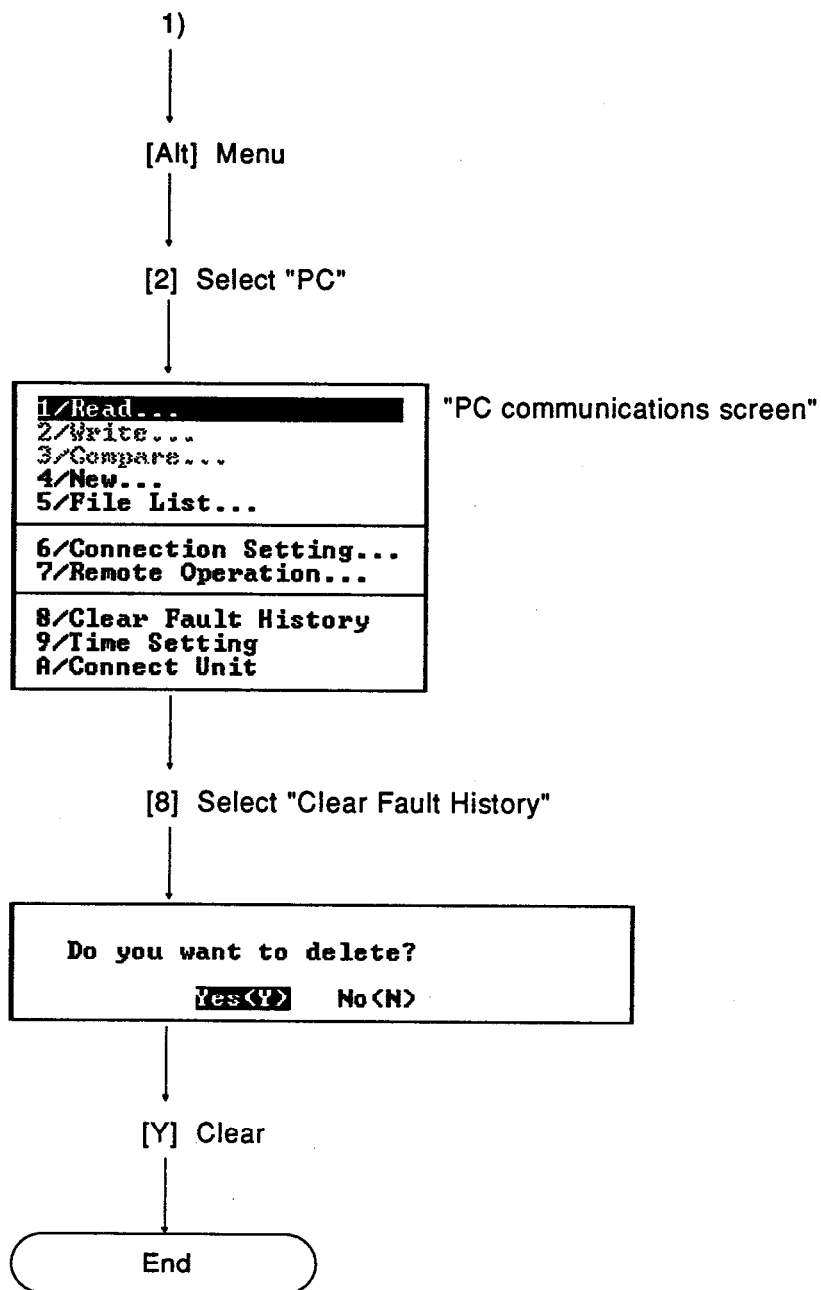 1)
[Alt] Menu
[2] Select "PC"
1/Read...
"PC communications screen"
2/Write...
3/Compare...
4/New...
5/File List...
6/Connection Setting...
7/Remote Operation...
8/Clear Fault History
9/Time Setting
A/Connect Unit
[8] Select "Clear Fault History"
Do you want to delete?
Yes<Y> No<N>
[Y] Clear
End